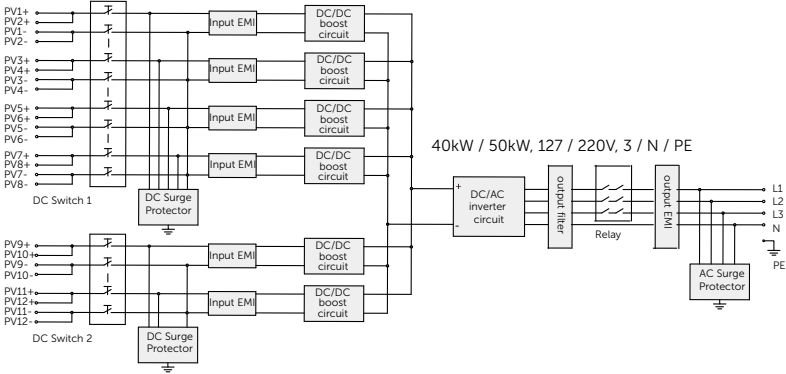 PV1+
PV2+
PV1-
PV2-
Input EMI
DC/DC
boost
circuit
PV3+
PV4+
PV3-
PV4-
Input EMI
DC/DC
boost
circuit
PV5+
PV6+
PV5-
PV6-
Input EMI
DC/DC
boost
circuit
PV7+
PV8+
PV7-
PV8-
Input EMI
DC/DC
boost
circuit
DC Switch 1
DC Surge
Protector
40kW / 50kW, 127 / 220V, 3 / N / PE
+
-
DC/AC
inverter
circuit
output filter
Relay
output EMI
L1
L2
L3
N
PE
AC Surge
Protector
PV9+
PV10+
PV9-
PV10-
Input EMI
DC/DC
boost
circuit
PV11+
PV12+
PV11-
PV12-
Input EMI
DC/DC
boost
circuit
DC Switch 2
DC Surge
Protector